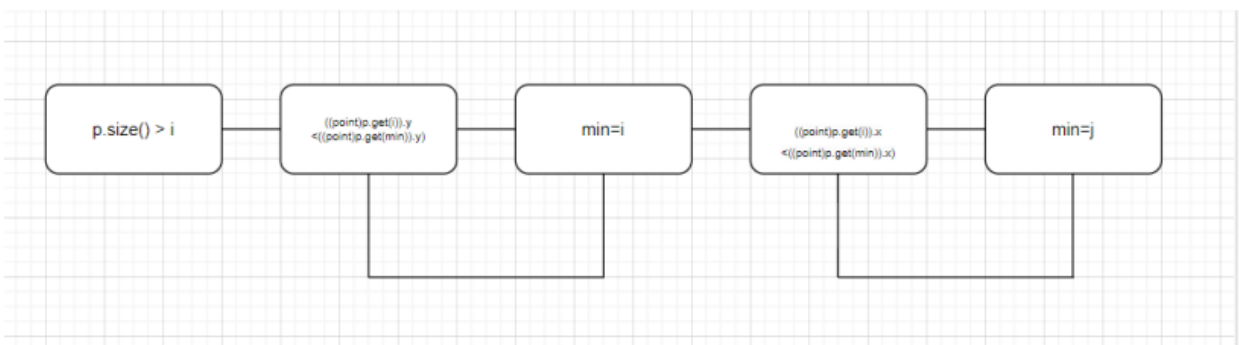 p.size() > i
((point)p.get(i)).y
<((point)p.get(min)).y)
min=i
((point)p.get(i)).x
<((point)p.get(min)).x)
min=j